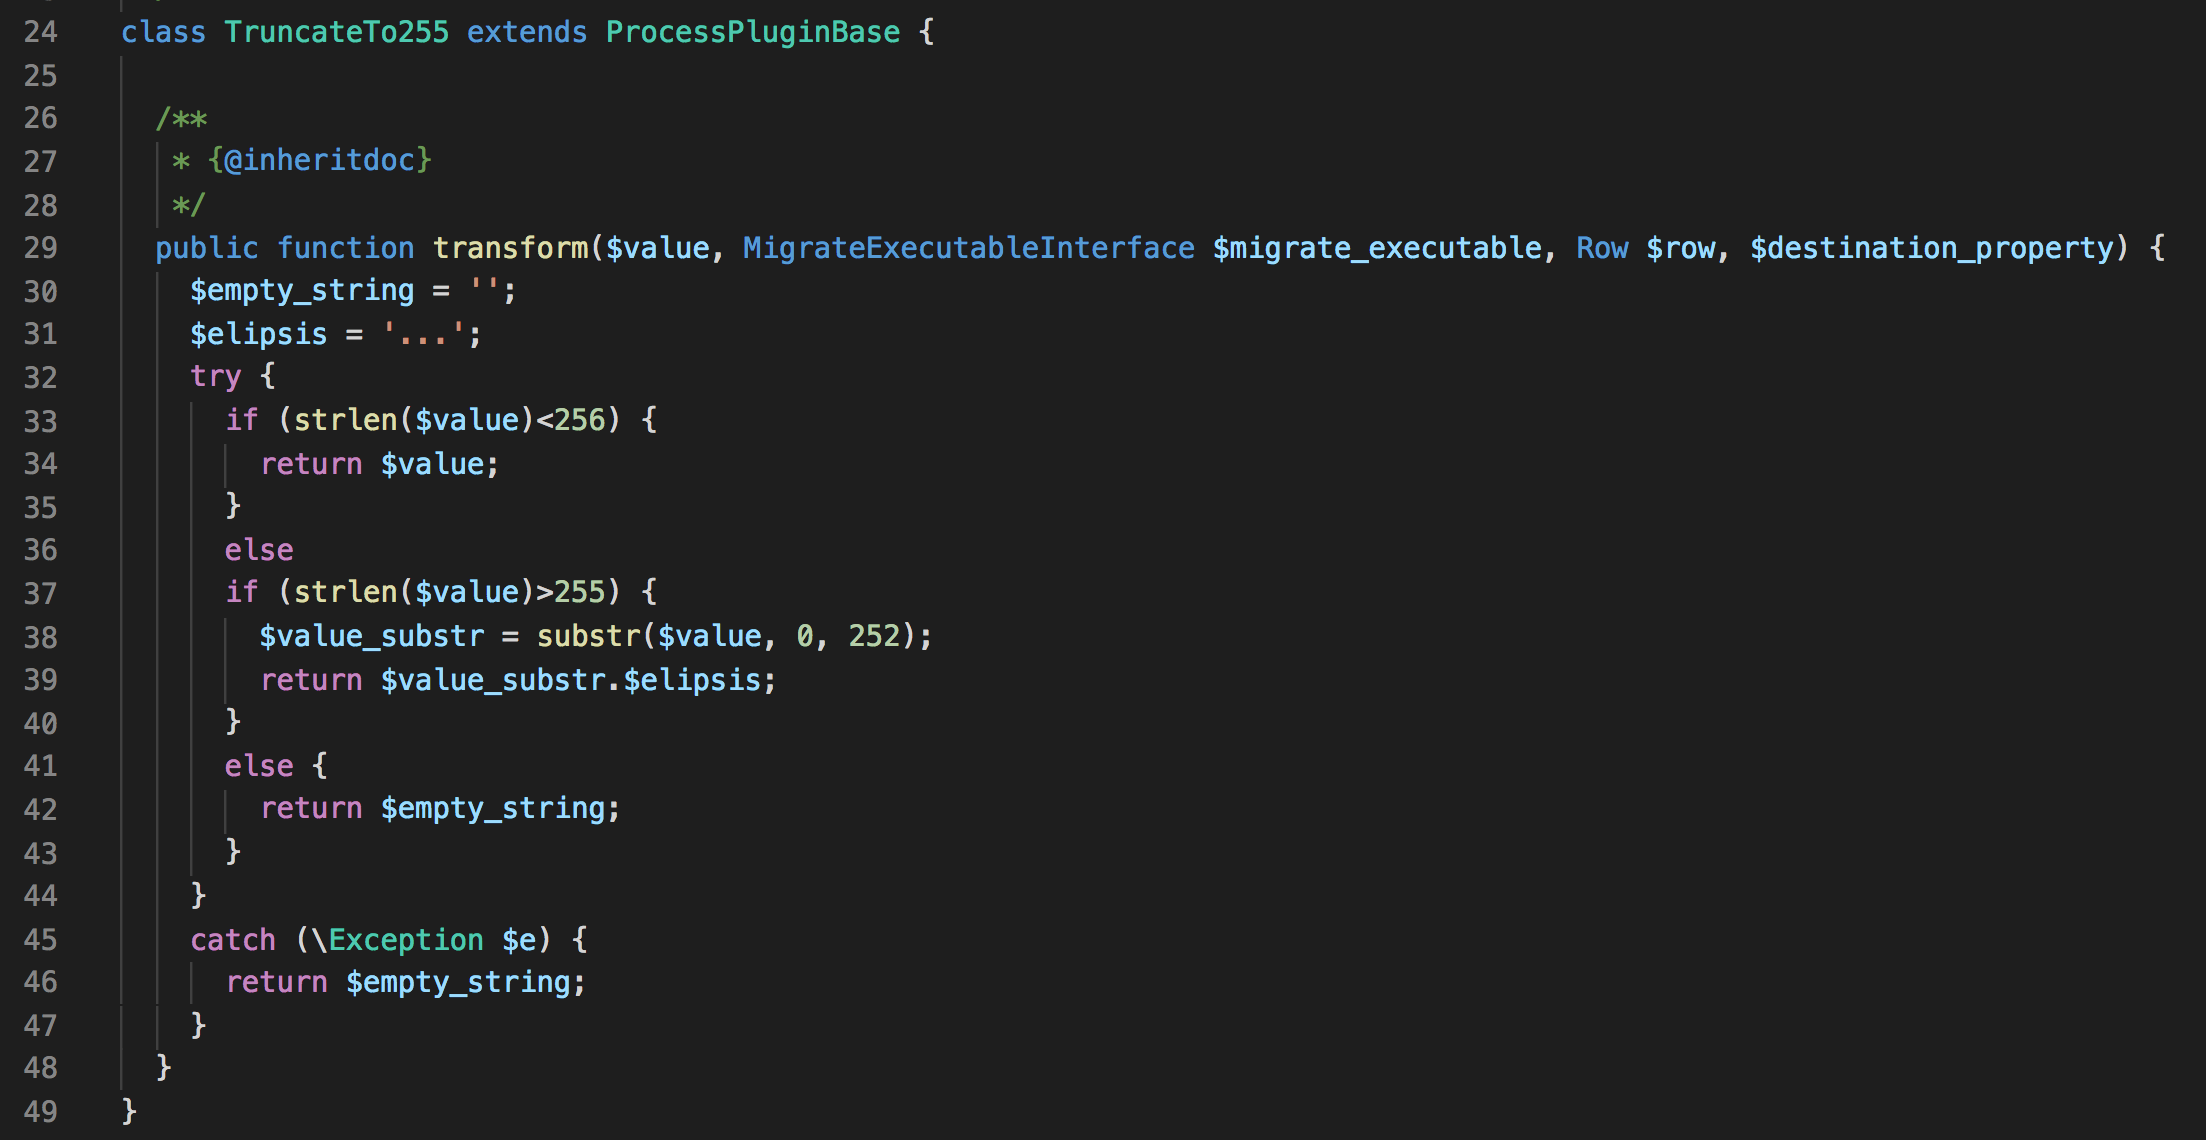 24 class TruncateTo255 extends ProcessPluginBase {
25
26 /**
27 * {@inheritdoc}
28 */
29 public function transform($value, MigrateExecutableInterface $migrate_executable, Row $row, $destination_property) {
30 $empty_string = '';
31 $elipsis = '...';
32 try {
33 if (strlen($value)<256) {
34 return $value;
35 }
36 else
37 if (strlen($value)>255) {
38 $value_substr = substr($value, 0, 252);
39 return $value_substr.$elipsis;
40 }
41 else {
42 return $empty_string;
43 }
44 }
45 catch (\Exception $e) {
46 return $empty_string;
47 }
48 }
49 }